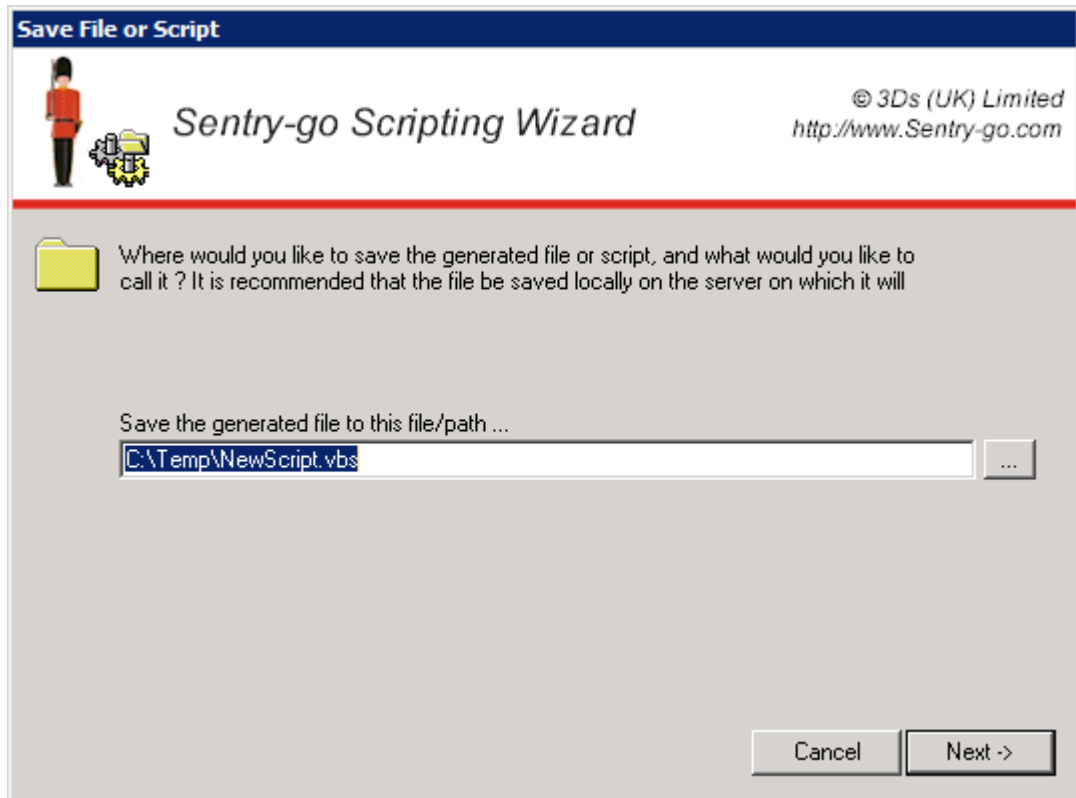 Save File or Script
Sentry-go Scripting Wizard
© 3Ds (UK) Limited
http://www.Sentry-go.com
Where would you like to save the generated file or script, and what would you like to
call it ? It is recommended that the file be saved locally on the server on which it will
Save the generated file to this file/path ...
C:\Temp\NewScript.vbs
...
Cancel
Next ->